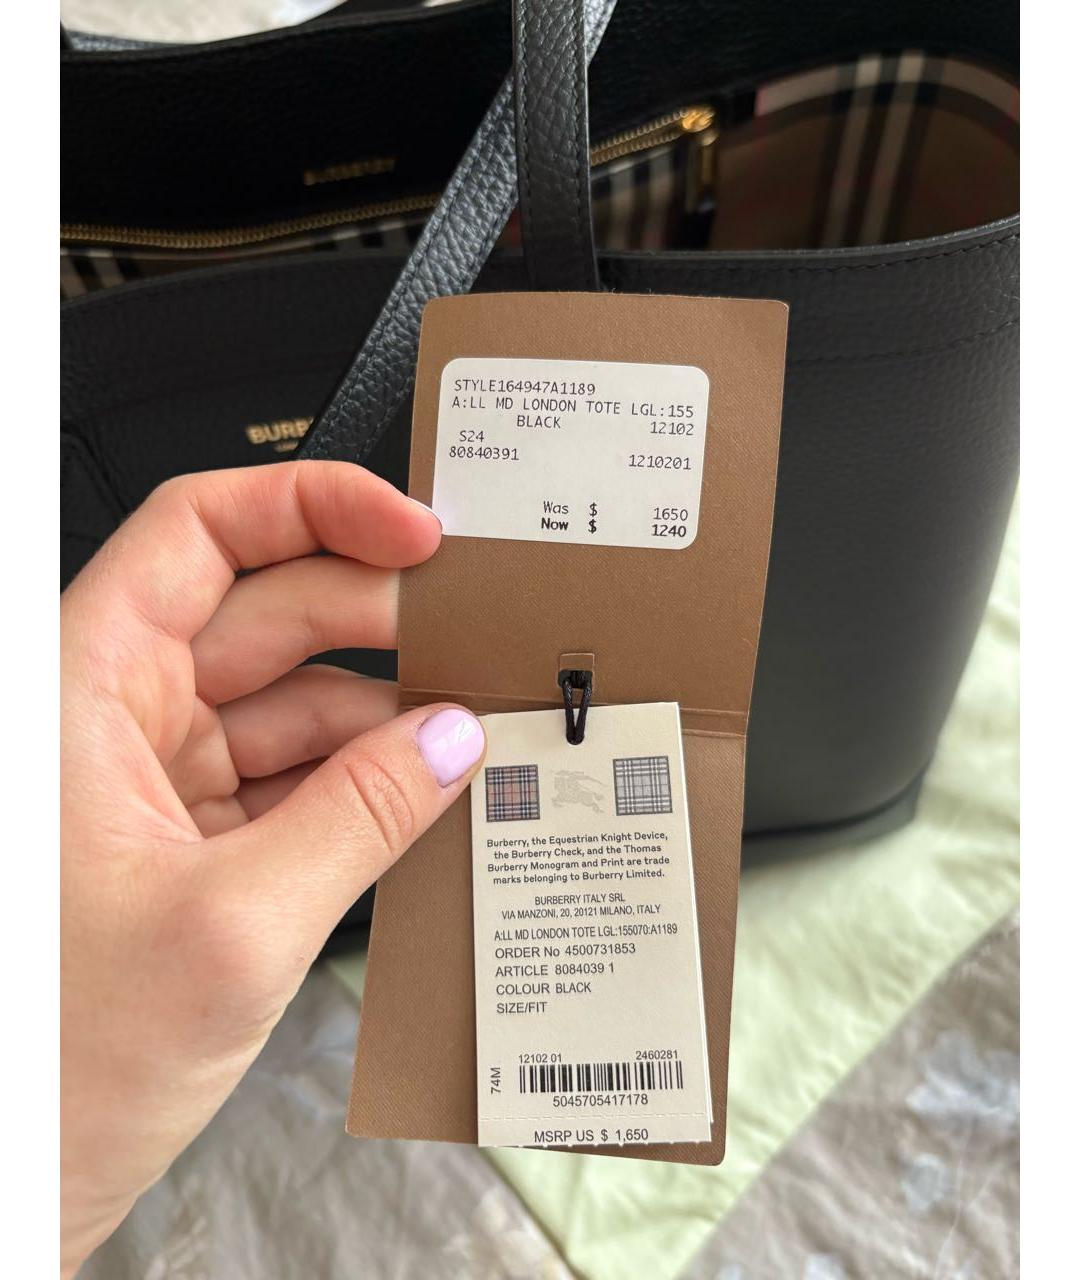 BURBERRY
BURB
STYLE164947A1189
A:LL MD LONDON TOTE LGL:155
BLACK 12102
S24
80840391 1210201
Was $ 1650
Now $ 1240
Burberry, the Equestrian Knight Device,
the Burberry Check, and the Thomas
Burberry Monogram and Print are trade
marks belonging to Burberry Limited.
BURBERRY ITALY SRL
VIA MANZONI, 20, 20121 MILANO, ITALY
A:LL MD LONDON TOTE LGL:155070:A1189
ORDER No 4500731853
ARTICLE 8084039 1
COLOUR BLACK
SIZE/FIT
12102 01 2460281
74M
5045705417178
MSRP US $ 1,650